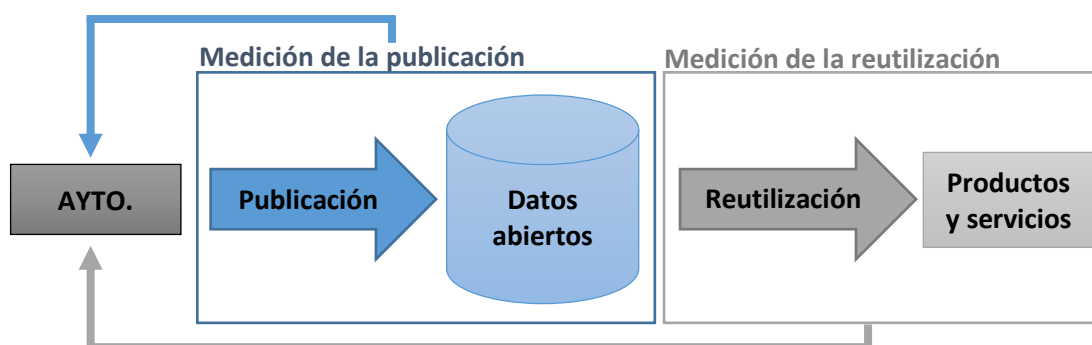 Medición de la publicación
Medición de la reutilización
AYTO.
Publicación
Datos
abiertos
Reutilización
Productos
y servicios